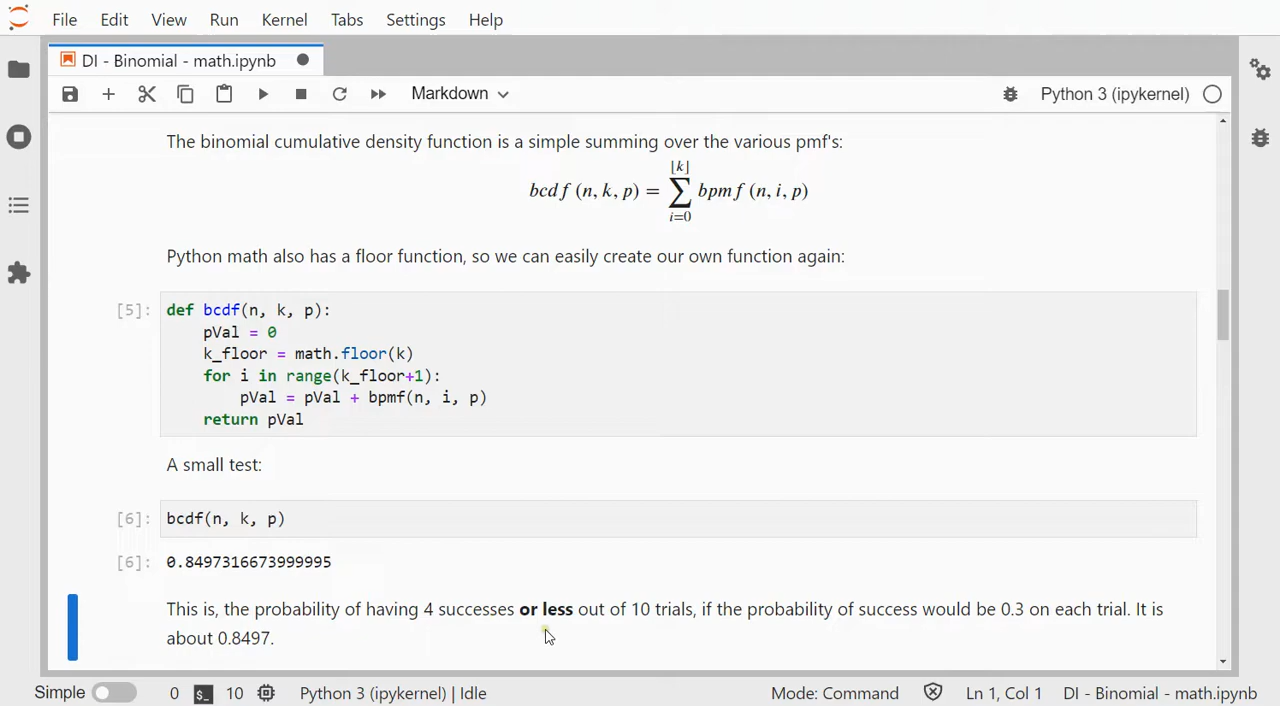 File Edit View Run Kernel Tabs Settings Help
DI - Binomial - math.ipynb
Markdown
Python 3 (ipykernel)
The binomial cumulative density function is a simple summing over the various pmf's:
bcdf (n, k, p) = ∑_{i=0}^{⌊k⌋} bpmf (n, i, p)
Python math also has a floor function, so we can easily create our own function again:
[5]: def bcdf(n, k, p):
pVal = 0
k_floor = math.floor(k)
for i in range(k_floor+1):
pVal = pVal + bpmf(n, i, p)
return pVal
A small test:
[6]: bcdf(n, k, p)
[6]: 0.8497316673999995
This is, the probability of having 4 successes or less out of 10 trials, if the probability of success would be 0.3 on each trial. It is
about 0.8497.
Simple 0 10 Python 3 (ipykernel) | Idle Mode: Command Ln 1, Col 1 DI - Binomial - math.ipynb